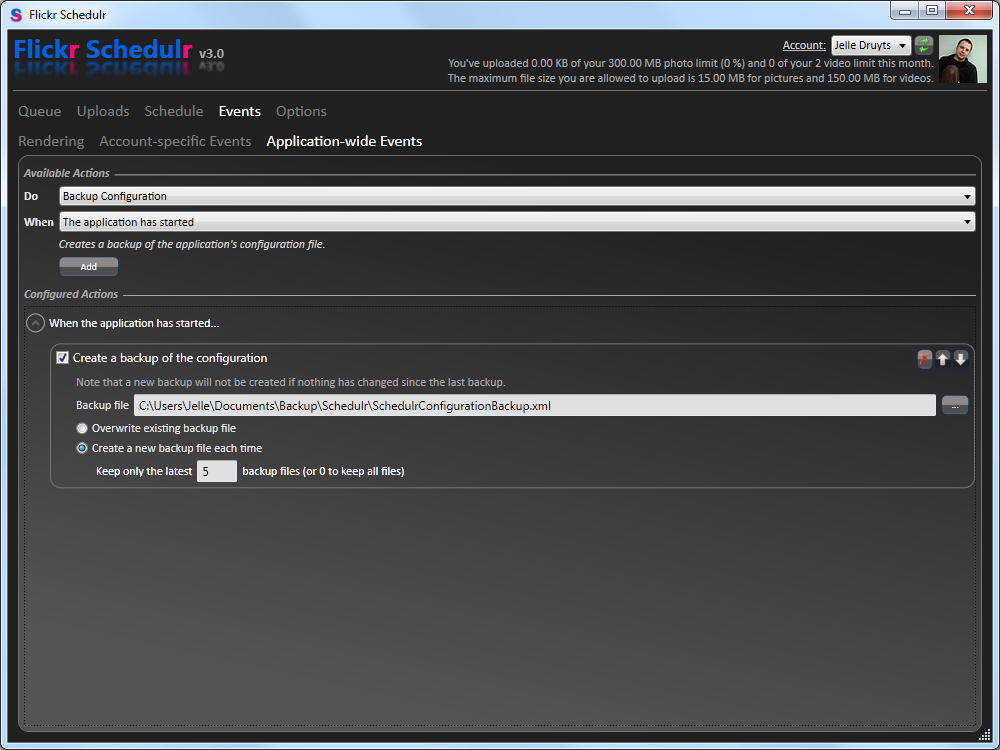 Flickr Schedulr
Flickr Schedulr v3.0
Account: Jelle Druyts
You've uploaded 0.00 KB of your 300.00 MB photo limit (0 %) and 0 of your 2 video limit this month.
The maximum file size you are allowed to upload is 15.00 MB for pictures and 150.00 MB for videos.
Queue Uploads Schedule Events Options
Rendering Account-specific Events Application-wide Events
Available Actions
Do Backup Configuration
When The application has started
Creates a backup of the application's configuration file.
Add
Configured Actions
When the application has started...
Create a backup of the configuration
Note that a new backup will not be created if nothing has changed since the last backup.
Backup file C:\Users\Jelle\Documents\Backup\Schedulr\SchedulrConfigurationBackup.xml ...
Overwrite existing backup file
Create a new backup file each time
Keep only the latest 5 backup files (or 0 to keep all files)